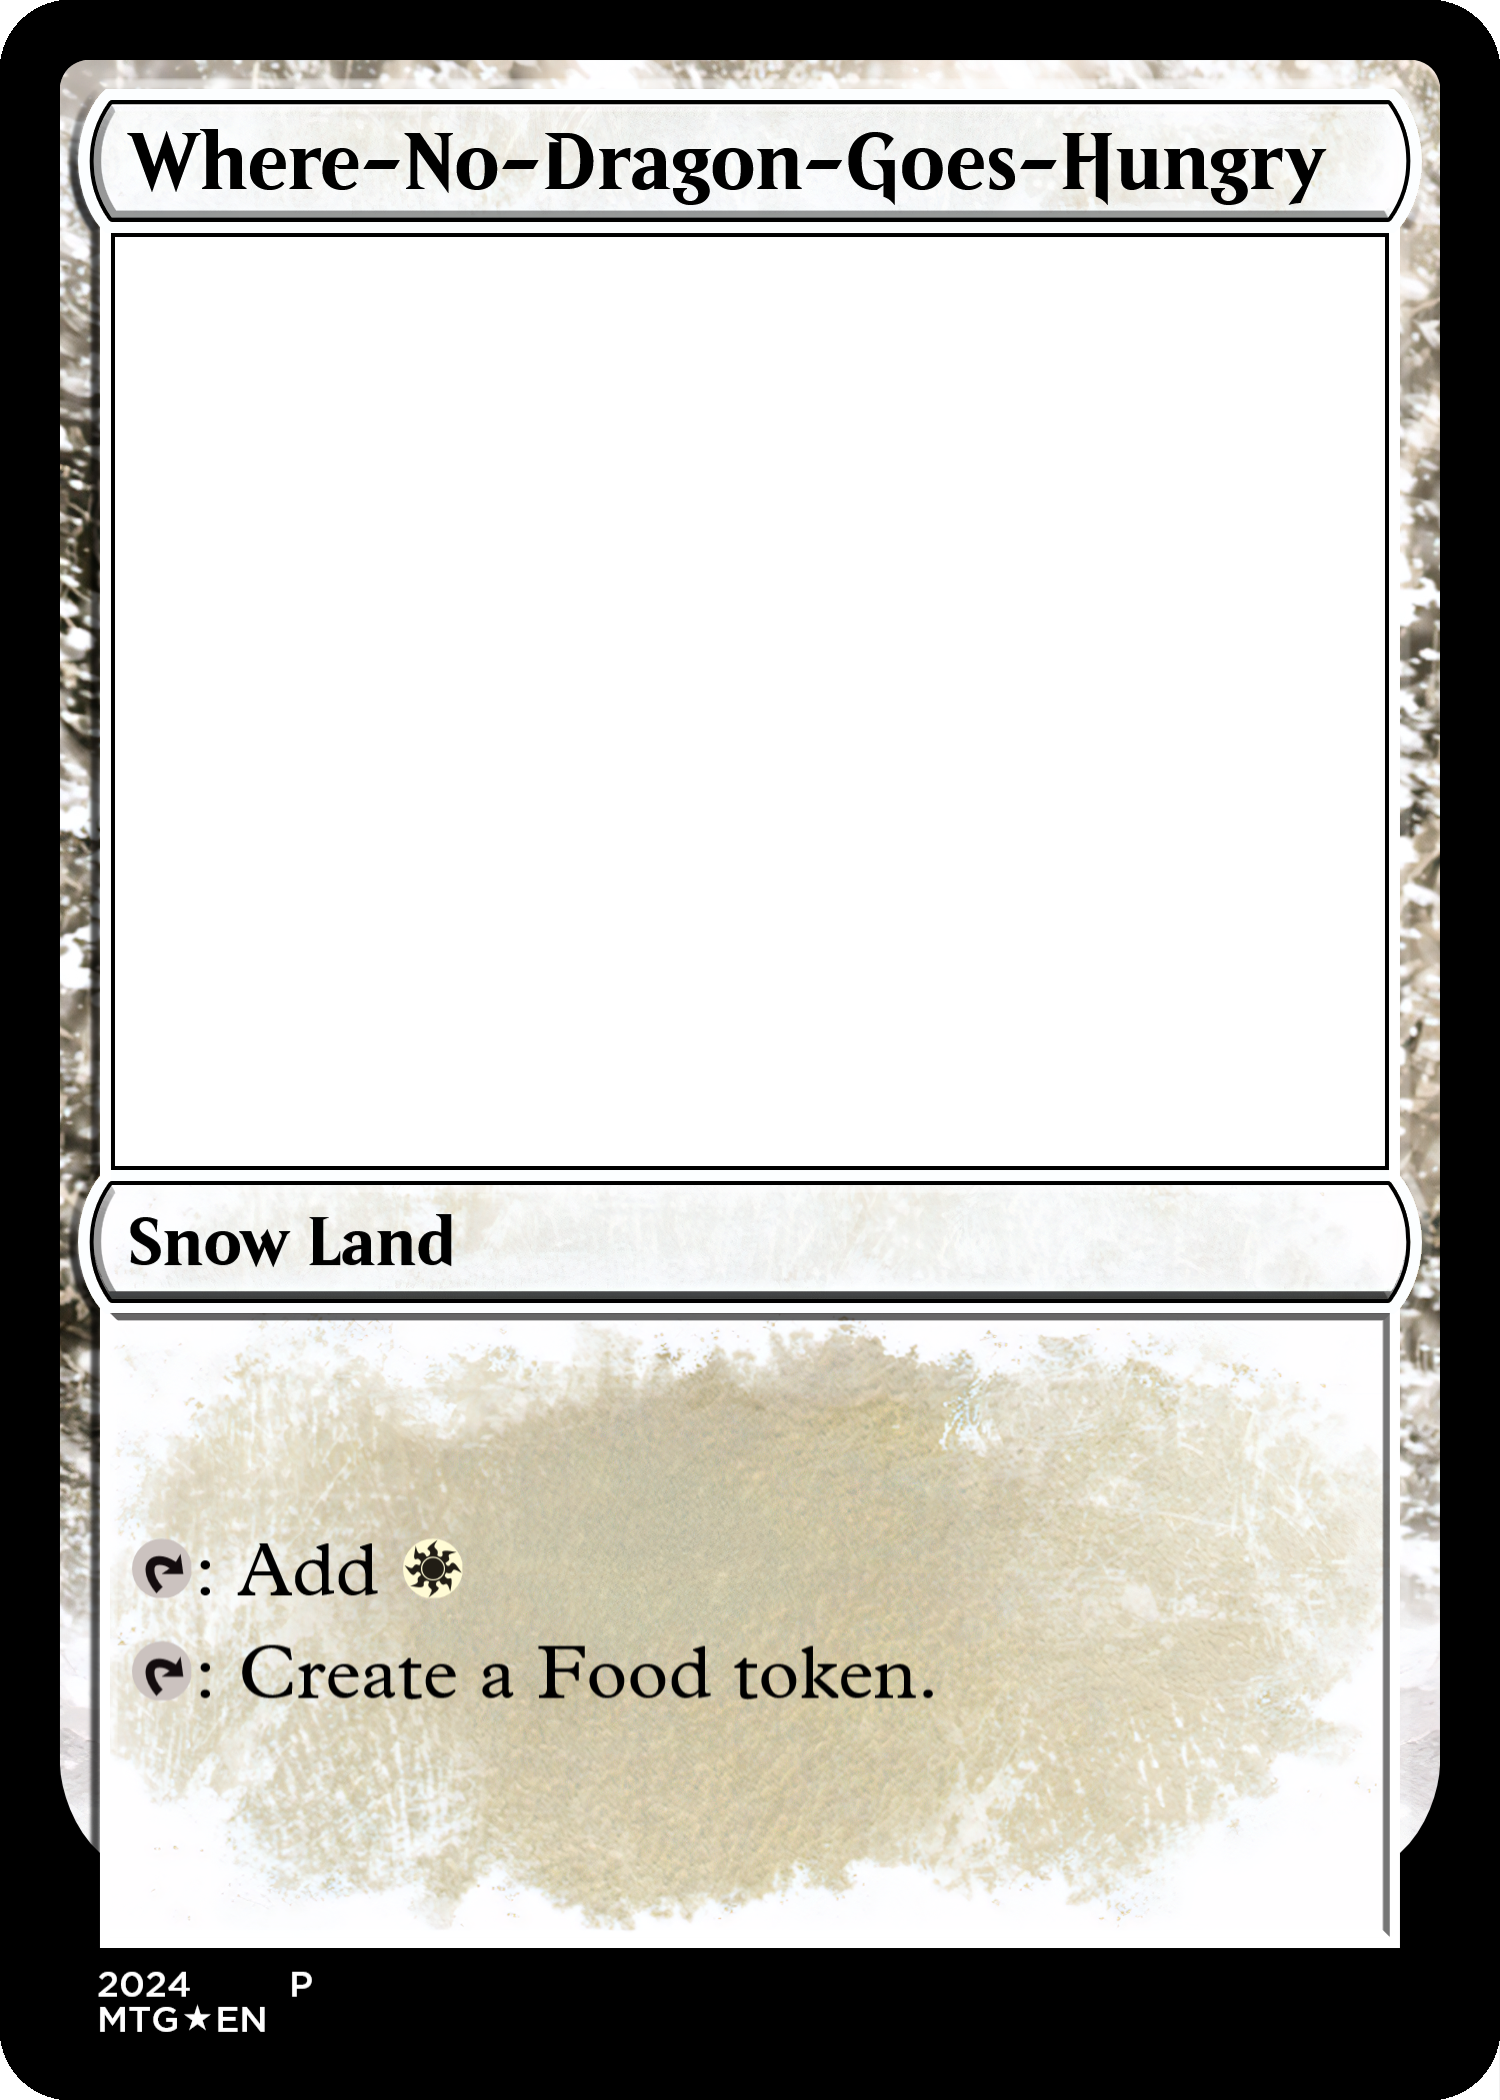 Where-No-Dragon-Goes-Hungry
Snow Land
: Add
: Create a Food token.
2024 P
MTG★EN